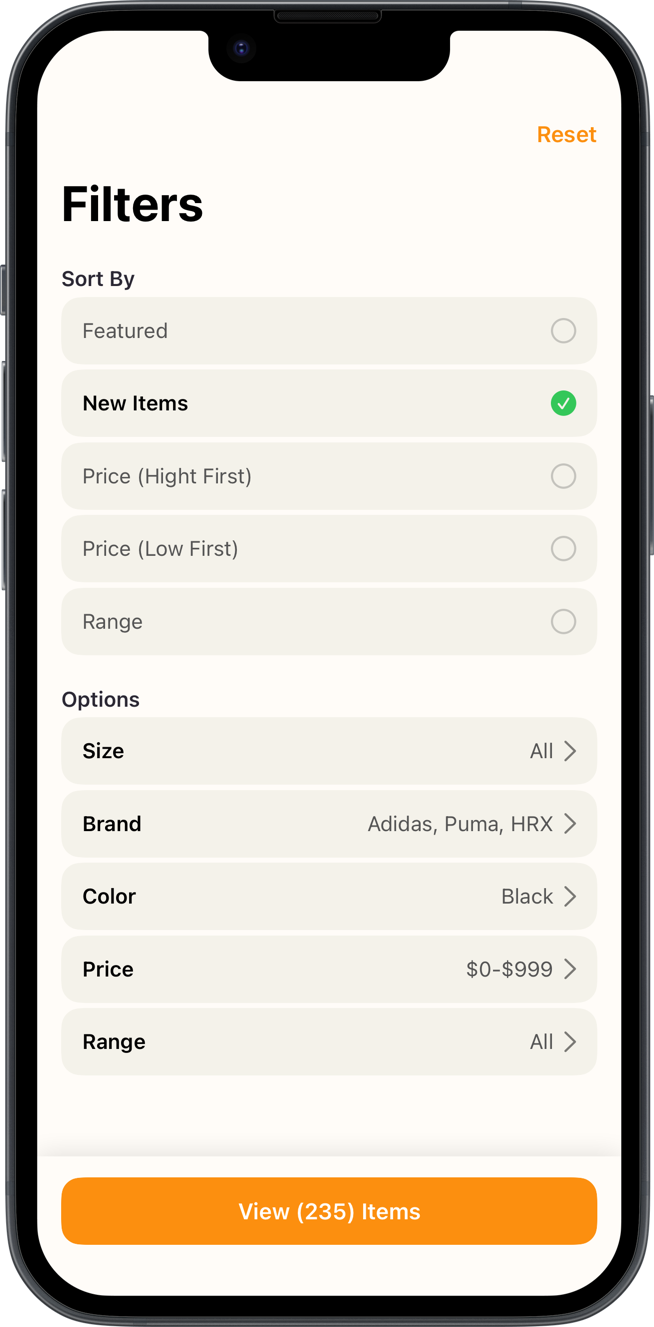 Reset
Filters
Sort By
Featured
New Items
Price (Hight First)
Price (Low First)
Range
Options
Size All
Brand Adidas, Puma, HRX
Color Black
Price $0-$999
Range All
View (235) Items